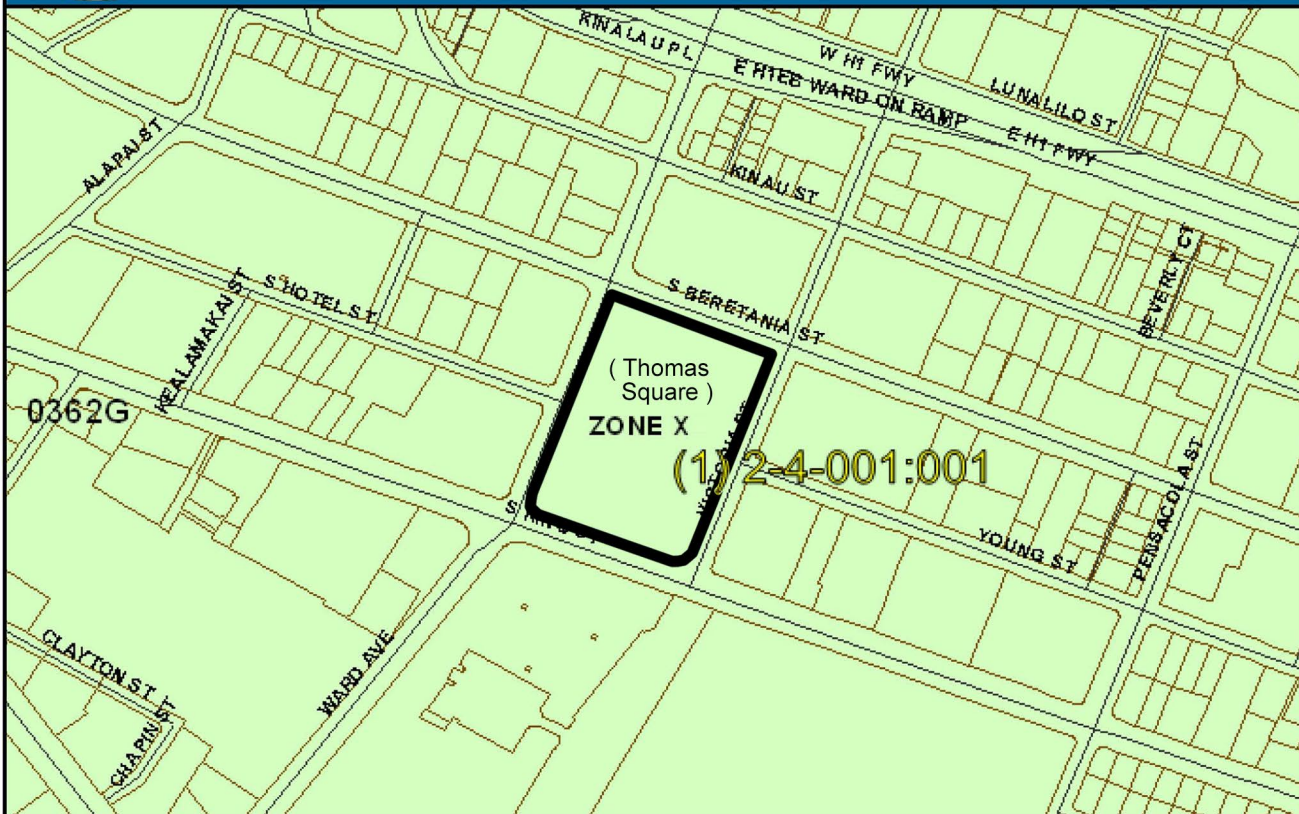 KINALAU PL
W H1 FWY
E H1EB WARD ON RAMP
LUNALILO ST
E H1 FWY
ALAPAI ST
KINAU ST
BEVERLY CT
S HOTEL ST
KEALAMAKAI ST
S BERETANIA ST
( Thomas
Square )
ZONE X
0362G
(1) 2-4-001:001
PENSACOLA ST
YOUNG ST
CLAYTON ST
WARD AVE
CHAPIN ST